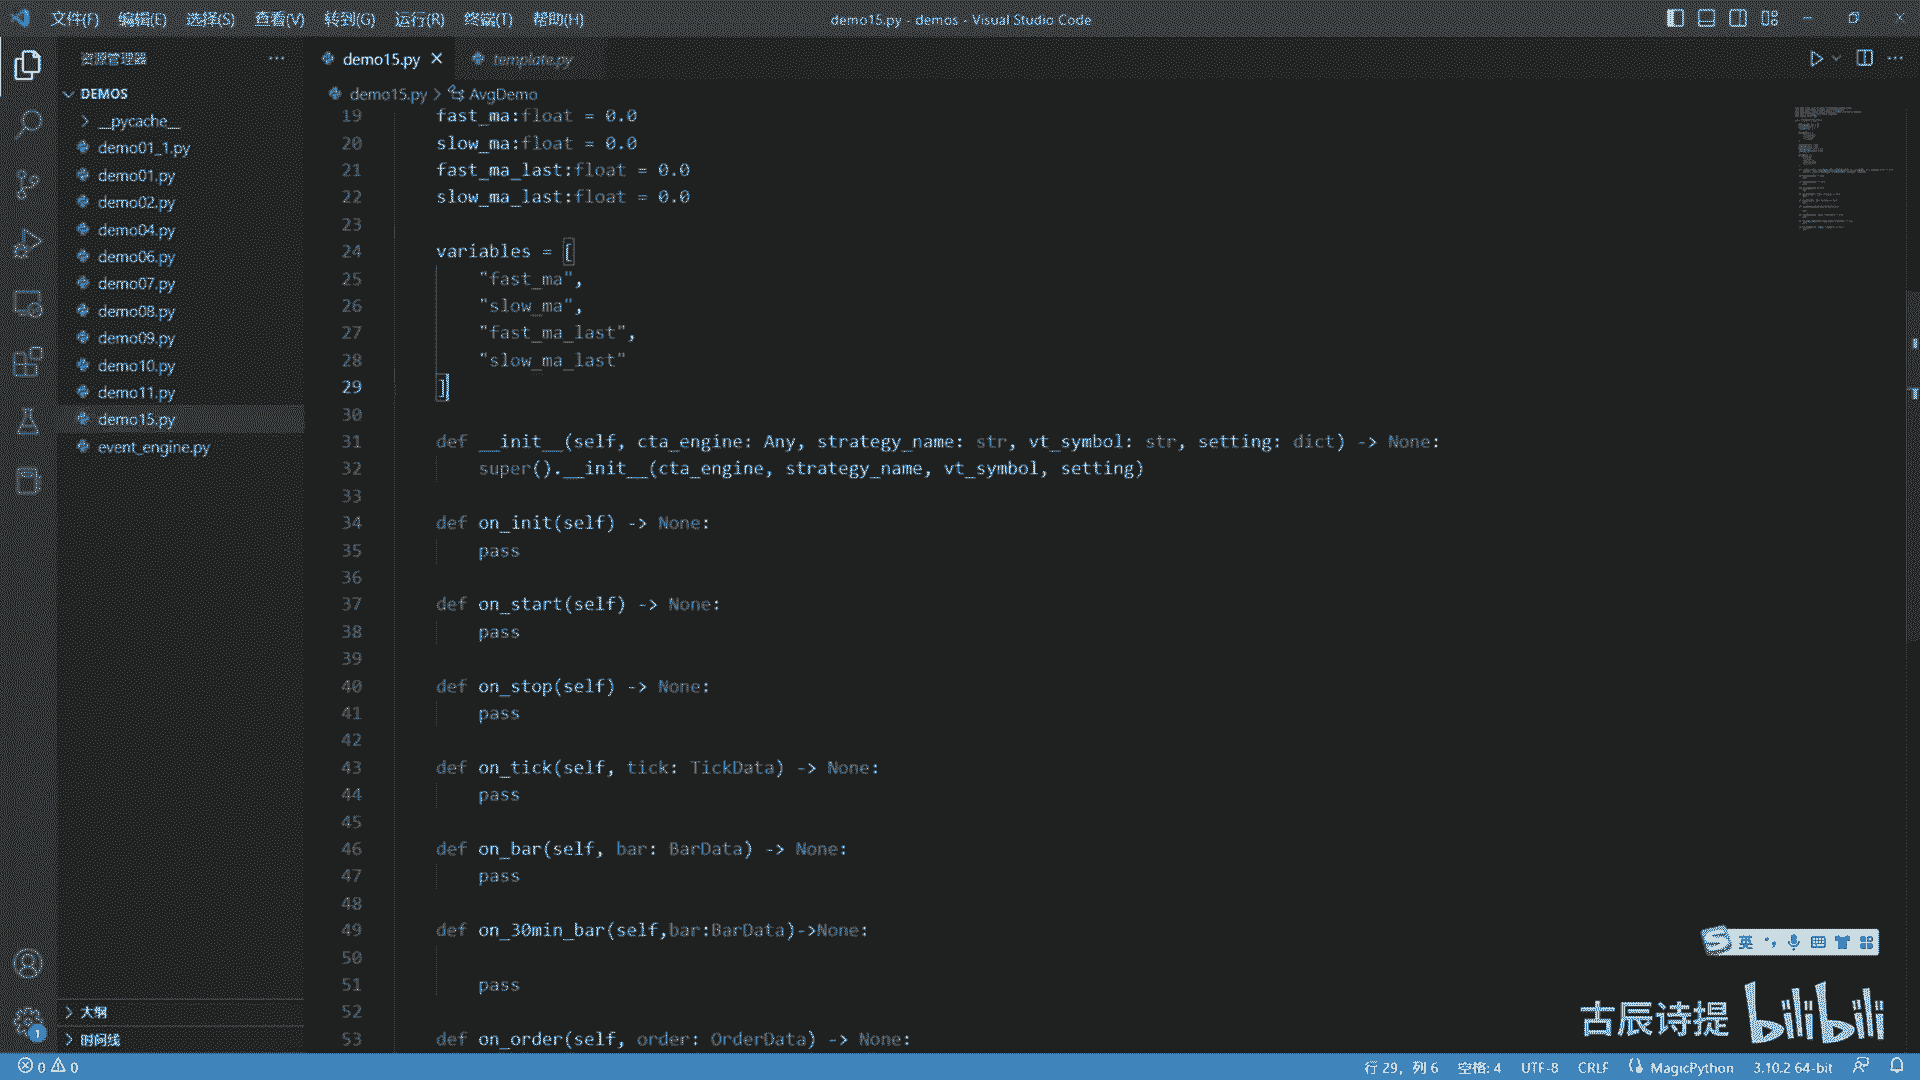 文件(F) 编辑(E) 选择(S) 查看(V) 转到(G) 运行(R) 终端(T) 帮助(H) demo15.py - demos - Visual Studio Code
资源管理器
DEMOS
__pycache__
demo01_1.py
demo01.py
demo02.py
demo04.py
demo06.py
demo07.py
demo08.py
demo09.py
demo10.py
demo11.py
demo15.py
event_engine.py
大纲
时间线
demo15.py template.py
demo15.py > AvgDemo
19 fast_ma:float = 0.0
20 slow_ma:float = 0.0
21 fast_ma_last:float = 0.0
22 slow_ma_last:float = 0.0
23
24 variables = [
25 "fast_ma",
26 "slow_ma",
27 "fast_ma_last",
28 "slow_ma_last"
29 ]
30
31 def __init__(self, cta_engine: Any, strategy_name: str, vt_symbol: str, setting: dict) -> None:
32 super().__init__(cta_engine, strategy_name, vt_symbol, setting)
33
34 def on_init(self) -> None:
35 pass
36
37 def on_start(self) -> None:
38 pass
39
40 def on_stop(self) -> None:
41 pass
42
43 def on_tick(self, tick: TickData) -> None:
44 pass
45
46 def on_bar(self, bar: BarData) -> None:
47 pass
48
49 def on_30min_bar(self,bar:BarData)->None:
50
51 pass
52
53 def on_order(self, order: OrderData) -> None:
英
古辰诗提 bilibili
1
0 0 行 29，列 6 空格: 4 UTF-8 CRLF MagicPython 3.10.2 64-bit